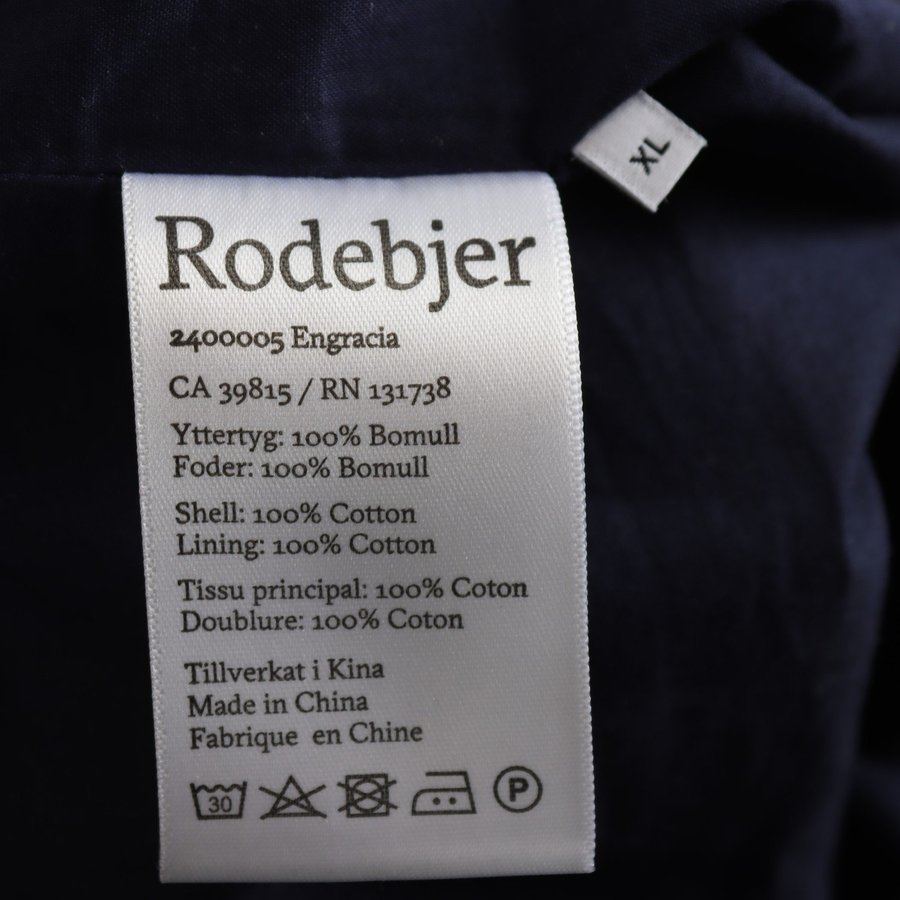 XL
Rodebjer
2400005 Engracia
CA 39815 / RN 131738
Yttertyg: 100% Bomull
Foder: 100% Bomull
Shell: 100% Cotton
Lining: 100% Cotton
Tissu principal: 100% Coton
Doublure: 100% Coton
Tillverkat i Kina
Made in China
Fabrique en Chine
30 P